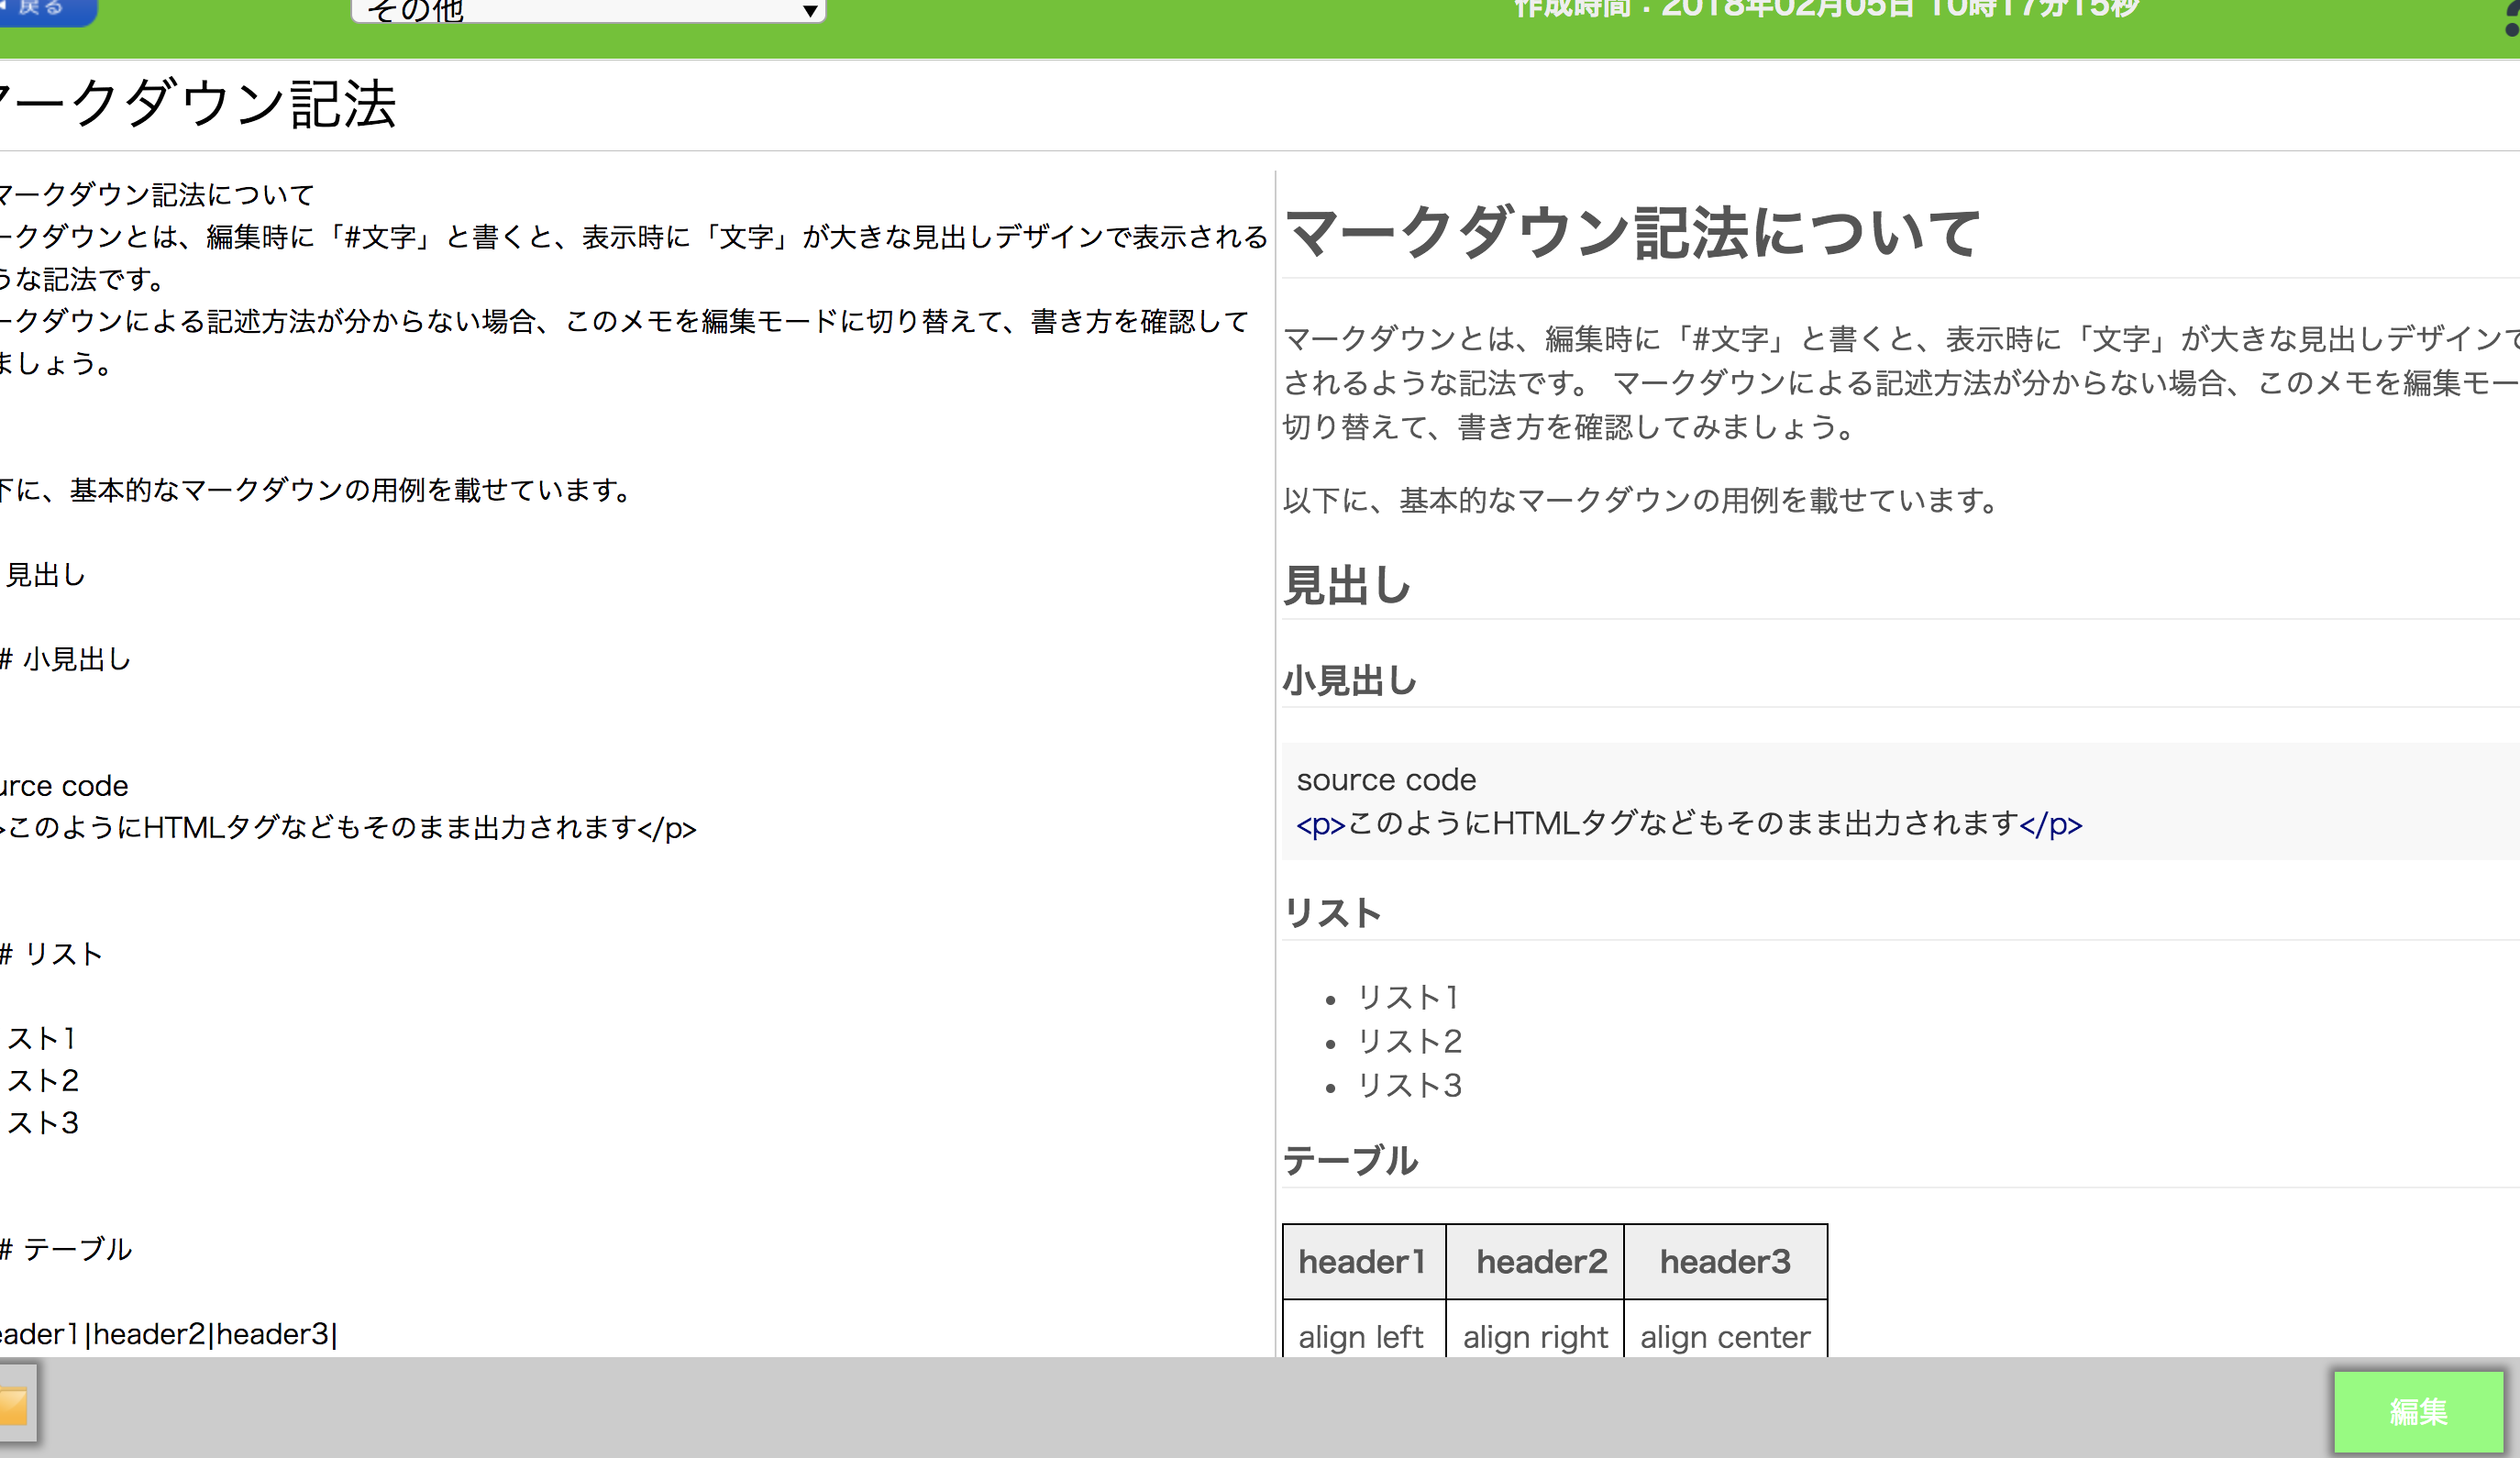 戻る
その他
作成時間：2018年02月05日 10時17分15秒
マークダウン記法
マークダウン記法について
ークダウンとは、編集時に「#文字」と書くと、表示時に「文字」が大きな見出しデザインで表示される
うな記法です。
ークダウンによる記述方法が分からない場合、このメモを編集モードに切り替えて、書き方を確認して
ましょう。
下に、基本的なマークダウンの用例を載せています。
見出し
# 小見出し
urce code
>このようにHTMLタグなどもそのまま出力されます</p>
# リスト
スト1
スト2
スト3
# テーブル
eader1|header2|header3|
マークダウン記法について
マークダウンとは、編集時に「#文字」と書くと、表示時に「文字」が大きな見出しデザインで
されるような記法です。 マークダウンによる記述方法が分からない場合、このメモを編集モー
切り替えて、書き方を確認してみましょう。
以下に、基本的なマークダウンの用例を載せています。
見出し
小見出し
source code
<p>このようにHTMLタグなどもそのまま出力されます</p>
リスト
• リスト1
• リスト2
• リスト3
テーブル
header1 header2 header3
align left align right align center
編集